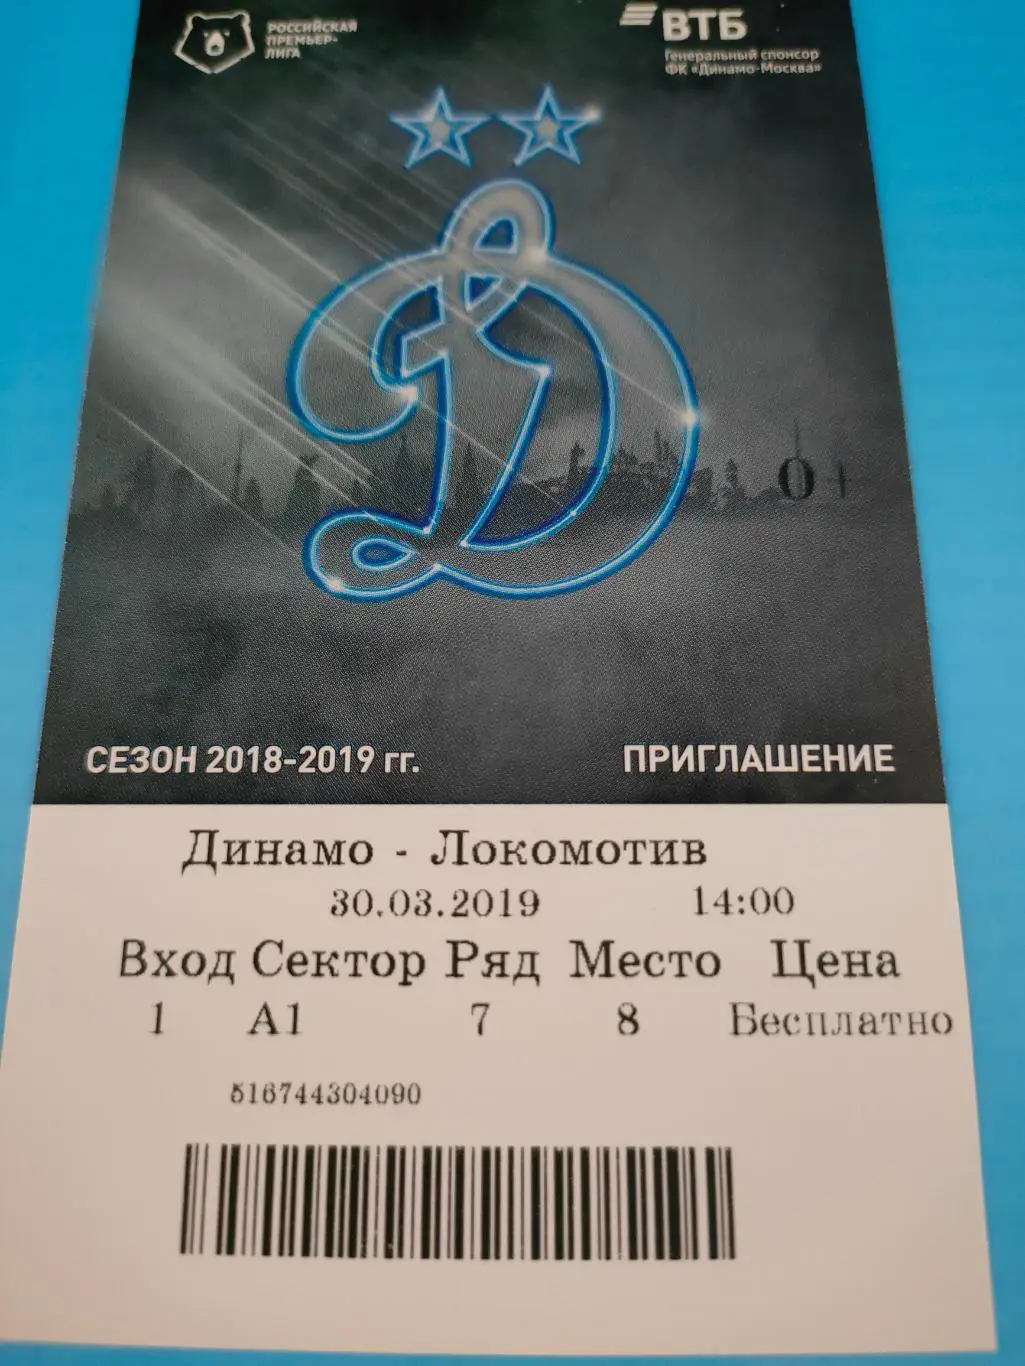 РОССИЙСКАЯ
ПРЕМЬЕР-
ЛИГА
ВТБ
Генеральный спонсор
ФК «Динамо-Москва»
0+
СЕЗОН 2018-2019 гг.
ПРИГЛАШЕНИЕ
Динамо - Локомотив
30.03.2019 14:00
Вход Сектор Ряд Место Цена
1 А1 7 8 Бесплатно
516744304090